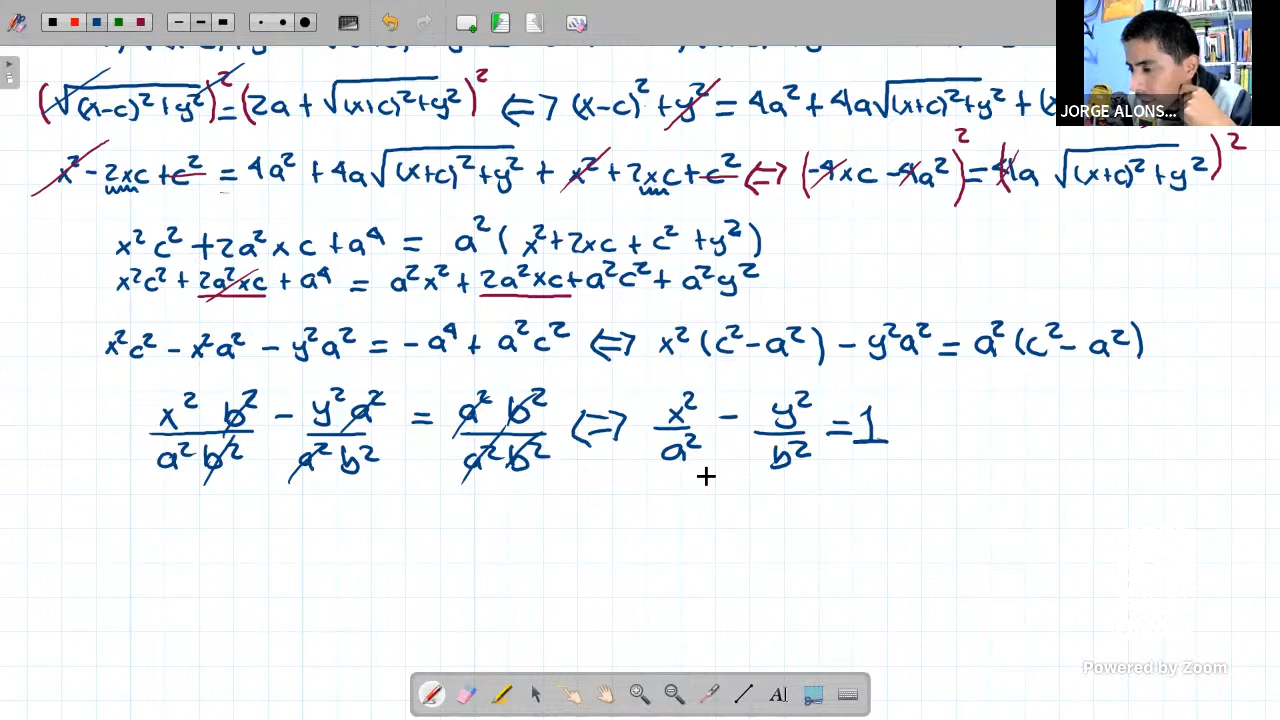 JORGE ALONS...
(√((x-c)²+y²))² = (2a + √((x+c)²+y²))² ⇔ (x-c)² + y² = 4a² + 4a√((x+c)²+y²) + (x
x² - 2xc + c² = 4a² + 4a√((x+c)²+y²) + x² + 2xc + c² ⇔ (-4xc - 4a²)² = (4a √((x+c)²+y²))²
x²c² + 2a²xc + a⁴ = a²(x² + 2xc + c² + y²)
x²c² + 2a²xc + a⁴ = a²x² + 2a²xc + a²c² + a²y²
x²c² - x²a² - y²a² = -a⁴ + a²c² ⇔ x²(c² - a²) - y²a² = a²(c² - a²)
x²b²/a²b² - y²a²/a²b² = a²b²/a²b² ⇔ x²/a² - y²/b² = 1
Powered by Zoom